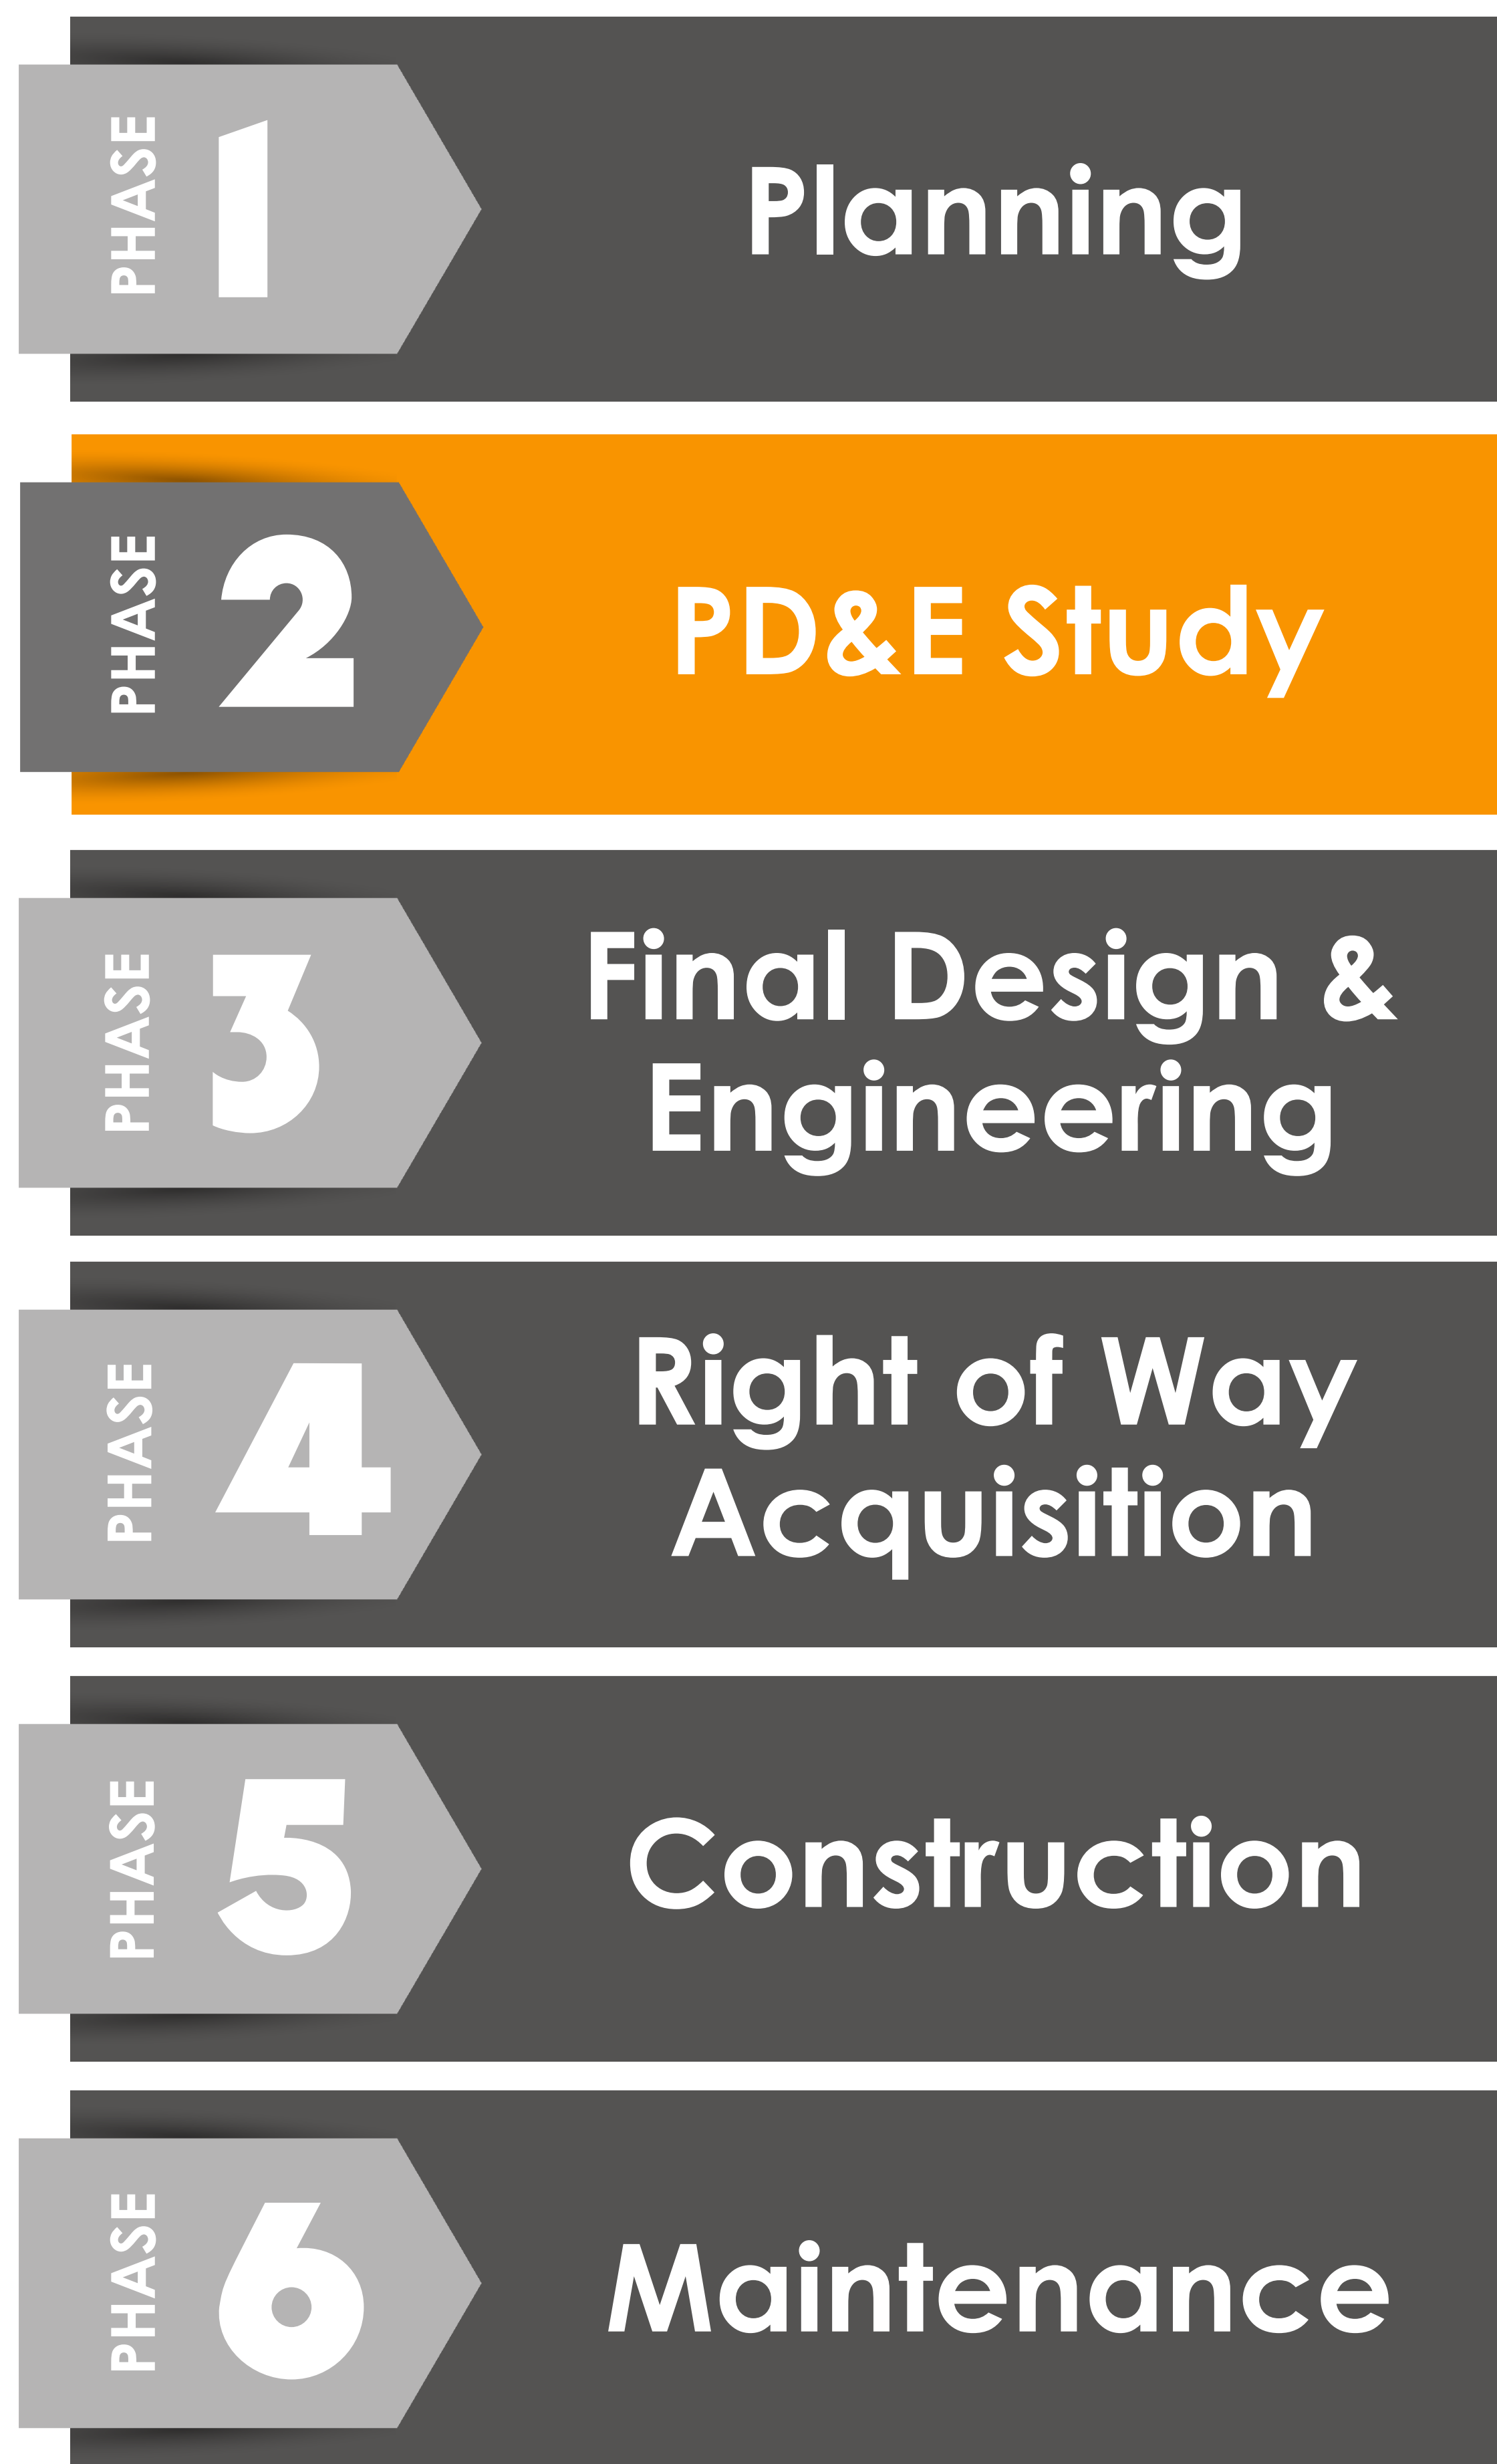 PHASE 1
Planning
PHASE 2
PD&E Study
PHASE 3
Final Design &
Engineering
PHASE 4
Right of Way
Acquisition
PHASE 5
Construction
PHASE 6
Maintenance